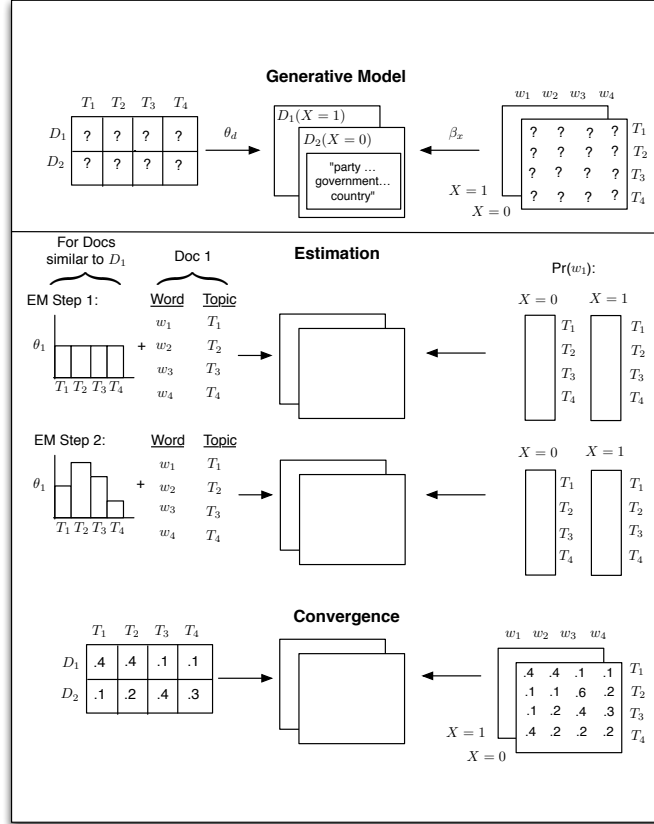 Generative Model
T1 T2 T3 T4
D1 ? ? ? ?
D2 ? ? ? ?
θd
D1(X = 1)
D2(X = 0)
"party ...
government...
country"
βx
w1 w2 w3 w4
? ? ? ? T1
? ? ? ? T2
? ? ? ? T3
? ? ? ? T4
X = 1
X = 0
Estimation
For Docs
similar to D1
Doc 1
Pr(w1):
EM Step 1:
θ1
T1 T2 T3 T4
+
Word Topic
w1 T1
w2 T2
w3 T3
w4 T4
X = 0 X = 1
T1 T1
T2 T2
T3 T3
T4 T4
EM Step 2:
θ1
T1 T2 T3 T4
+
Word Topic
w1 T1
w2 T2
w3 T3
w4 T4
X = 0 X = 1
T1 T1
T2 T2
T3 T3
T4 T4
Convergence
T1 T2 T3 T4
D1 .4 .4 .1 .1
D2 .1 .2 .4 .3
w1 w2 w3 w4
.4 .4 .1 .1 T1
.1 .1 .6 .2 T2
.1 .2 .4 .3 T3
.4 .2 .2 .2 T4
X = 1
X = 0